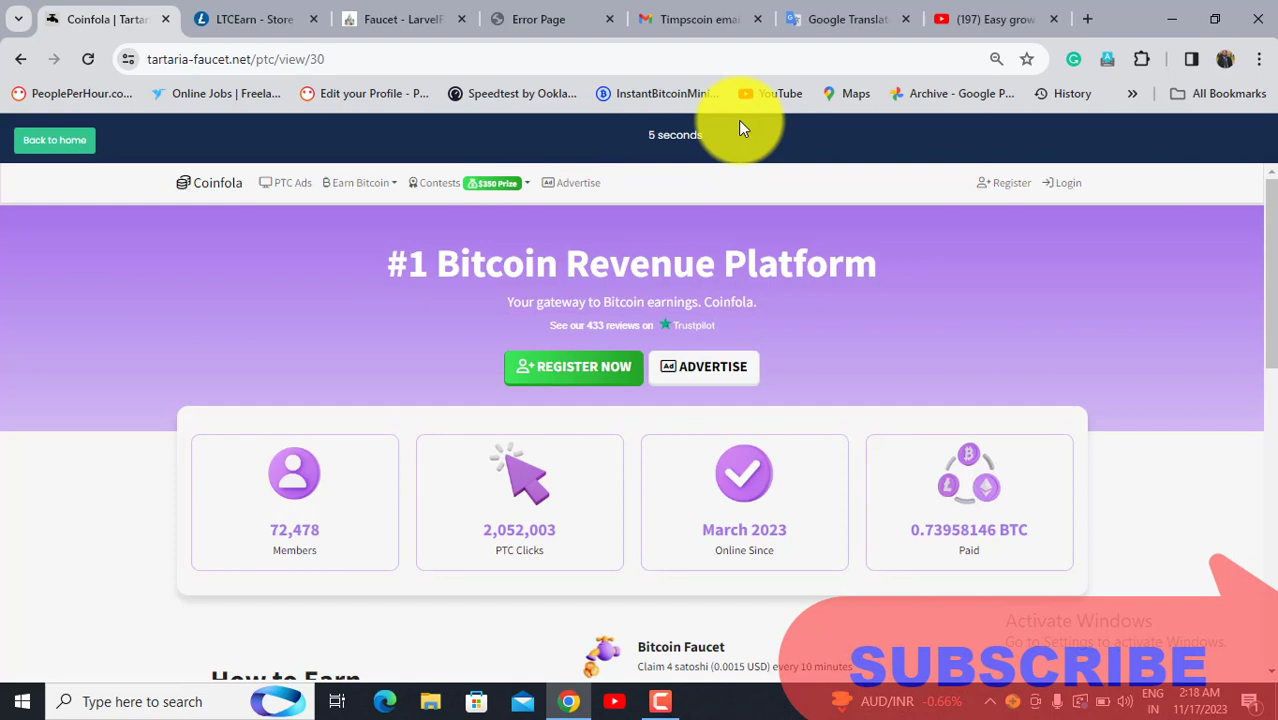 Coinfola | Tartar
LTCEarn - Store
Faucet - LarvelF
Error Page
Timpscoin emai
Google Translat
(197) Easy grow
tartaria-faucet.net/ptc/view/30
PeoplePerHour.co...
Online Jobs | Freela...
Edit your Profile - P...
Speedtest by Ookla...
InstantBitcoinMini...
YouTube
Maps
Archive - Google P...
History
All Bookmarks
Back to home
5 seconds
Coinfola
PTC Ads
Earn Bitcoin
Contests
$350 Prize
Advertise
Register
Login
#1 Bitcoin Revenue Platform
Your gateway to Bitcoin earnings. Coinfola.
See our 433 reviews on Trustpilot
REGISTER NOW
Ad ADVERTISE
72,478
Members
2,052,003
PTC Clicks
March 2023
Online Since
0.73958146 BTC
Paid
How to Earn
Bitcoin Faucet
Claim 4 satoshi (0.0015 USD) every 10 minutes
Activate Windows
Go to Settings to activate Windows.
SUBSCRIBE
Type here to search
AUD/INR -0.66%
ENG
IN
2:18 AM
11/17/2023
1